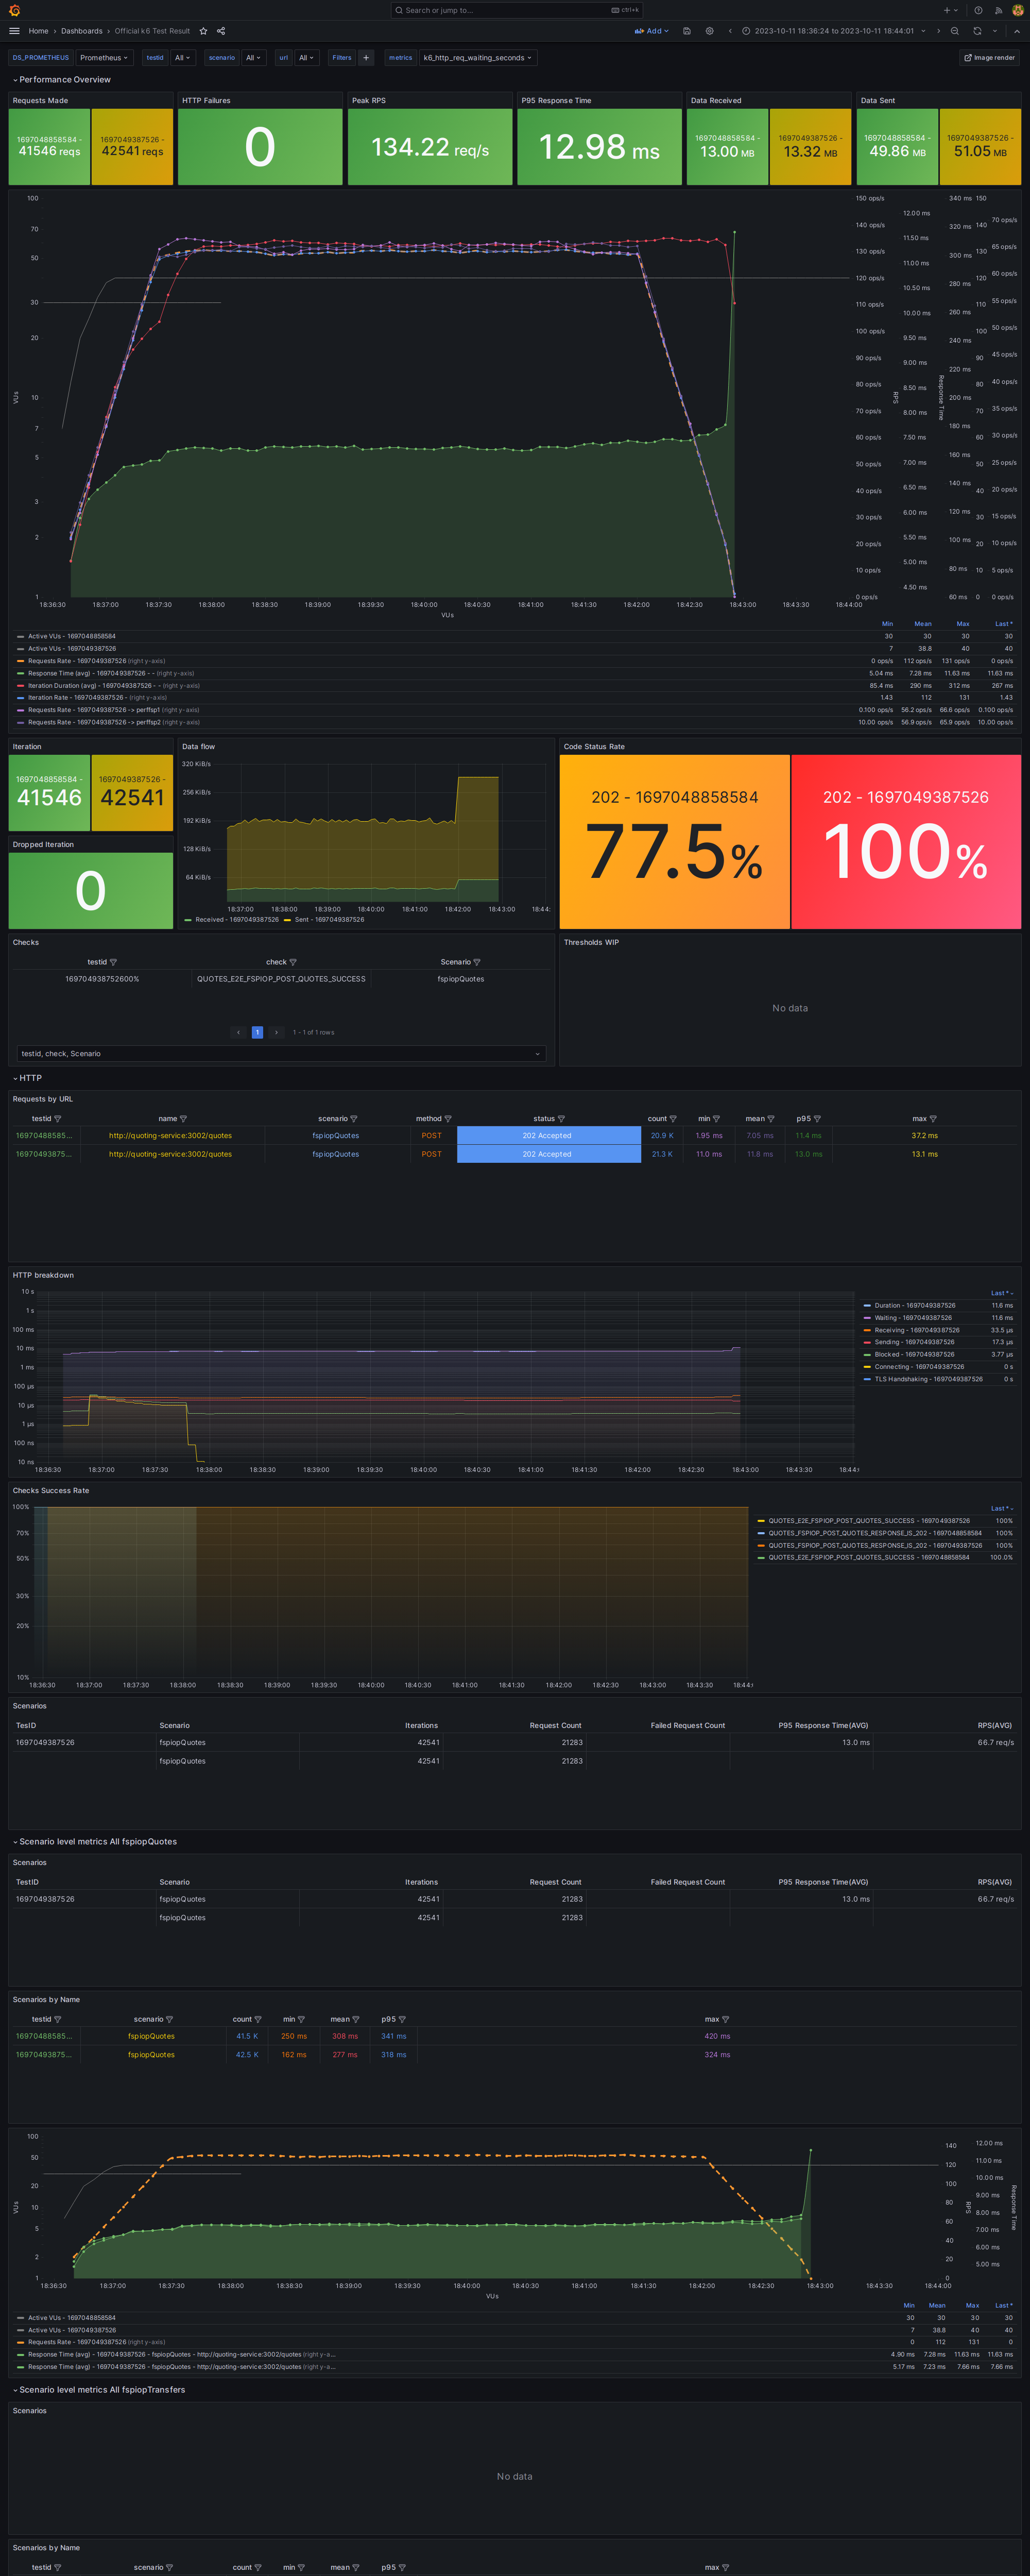 Search or jump to...
ctrl+k
Home › Dashboards › Official k6 Test Result
Add
2023-10-11 18:36:24 to 2023-10-11 18:44:01
DS_PROMETHEUS Prometheus testid All scenario All url All Filters + metrics k6_http_req_waiting_seconds Image render
Performance Overview
Requests Made
1697048858584 -
41546 reqs
1697049387526 -
42541 reqs
HTTP Failures
0
Peak RPS
134.22 req/s
P95 Response Time
12.98 ms
Data Received
1697048858584 -
13.00 MB
1697049387526 -
13.32 MB
Data Sent
1697048858584 -
49.86 MB
1697049387526 -
51.05 MB
100
70
50
30
20
10
7
5
3
2
1
VUs
150 ops/s
140 ops/s
130 ops/s
120 ops/s
110 ops/s
100 ops/s
90 ops/s
80 ops/s
70 ops/s
60 ops/s
50 ops/s
40 ops/s
30 ops/s
20 ops/s
10 ops/s
0 ops/s
RPS
12.00 ms
11.50 ms
11.00 ms
10.50 ms
10.00 ms
9.50 ms
9.00 ms
8.50 ms
8.00 ms
7.50 ms
7.00 ms
6.50 ms
6.00 ms
5.50 ms
5.00 ms
4.50 ms
Response Time
340 ms
320 ms
300 ms
280 ms
260 ms
240 ms
220 ms
200 ms
180 ms
160 ms
140 ms
120 ms
100 ms
80 ms
60 ms
150
140
130
120
110
100
90
80
70
60
50
40
30
20
10
0
70 ops/s
65 ops/s
60 ops/s
55 ops/s
50 ops/s
45 ops/s
40 ops/s
35 ops/s
30 ops/s
25 ops/s
20 ops/s
15 ops/s
10 ops/s
5 ops/s
0 ops/s
18:36:30 18:37:00 18:37:30 18:38:00 18:38:30 18:39:00 18:39:30 18:40:00 18:40:30 18:41:00 18:41:30 18:42:00 18:42:30 18:43:00 18:43:30 18:44:00
VUs
Min Mean Max Last *
Active VUs - 1697048858584 30 30 30 30
Active VUs - 1697049387526 7 38.8 40 40
Requests Rate - 1697049387526 (right y-axis) 0 ops/s 112 ops/s 131 ops/s 0 ops/s
Response Time (avg) - 1697049387526 - - (right y-axis) 5.04 ms 7.28 ms 11.63 ms 11.63 ms
Iteration Duration (avg) - 1697049387526 - - (right y-axis) 85.4 ms 290 ms 312 ms 267 ms
Iteration Rate - 1697049387526 - (right y-axis) 1.43 112 131 1.43
Requests Rate - 1697049387526 -> perffsp1 (right y-axis) 0.100 ops/s 56.2 ops/s 66.6 ops/s 0.100 ops/s
Requests Rate - 1697049387526 -> perffsp2 (right y-axis) 10.00 ops/s 56.9 ops/s 65.9 ops/s 10.00 ops/s
Iteration
1697048858584 -
41546
1697049387526 -
42541
Dropped Iteration
0
Data flow
320 KiB/s
256 KiB/s
192 KiB/s
128 KiB/s
64 KiB/s
18:37:00 18:38:00 18:39:00 18:40:00 18:41:00 18:42:00 18:43:00 18:44:
Received - 1697049387526 Sent - 1697049387526
Code Status Rate
202 - 1697048858584
77.5%
202 - 1697049387526
100%
Checks
testid check Scenario
169704938752600% QUOTES_E2E_FSPIOP_POST_QUOTES_SUCCESS fspiopQuotes
‹ 1 › 1 - 1 of 1 rows
testid, check, Scenario
Thresholds WIP
No data
HTTP
Requests by URL
testid name scenario method status count min mean p95 max
16970488585... http://quoting-service:3002/quotes fspiopQuotes POST 202 Accepted 20.9 K 1.95 ms 7.05 ms 11.4 ms 37.2 ms
16970493875... http://quoting-service:3002/quotes fspiopQuotes POST 202 Accepted 21.3 K 11.0 ms 11.8 ms 13.0 ms 13.1 ms
HTTP breakdown
10 s
1 s
100 ms
10 ms
1 ms
100 µs
10 µs
1 µs
100 ns
10 ns
18:36:30 18:37:00 18:37:30 18:38:00 18:38:30 18:39:00 18:39:30 18:40:00 18:40:30 18:41:00 18:41:30 18:42:00 18:42:30 18:43:00 18:43:30 18:44:
Last *
Duration - 1697049387526 11.6 ms
Waiting - 1697049387526 11.6 ms
Receiving - 1697049387526 33.5 µs
Sending - 1697049387526 17.3 µs
Blocked - 1697049387526 3.77 µs
Connecting - 1697049387526 0 s
TLS Handshaking - 1697049387526 0 s
Checks Success Rate
100%
70%
50%
30%
20%
10%
18:36:30 18:37:00 18:37:30 18:38:00 18:38:30 18:39:00 18:39:30 18:40:00 18:40:30 18:41:00 18:41:30 18:42:00 18:42:30 18:43:00 18:43:30 18:44:
Last *
QUOTES_E2E_FSPIOP_POST_QUOTES_SUCCESS - 1697049387526 100%
QUOTES_FSPIOP_POST_QUOTES_RESPONSE_IS_202 - 1697048858584 100%
QUOTES_FSPIOP_POST_QUOTES_RESPONSE_IS_202 - 1697049387526 100%
QUOTES_E2E_FSPIOP_POST_QUOTES_SUCCESS - 1697048858584 100.0%
Scenarios
TesID Scenario Iterations Request Count Failed Request Count P95 Response Time(AVG) RPS(AVG)
1697049387526 fspiopQuotes 42541 21283 13.0 ms 66.7 req/s
fspiopQuotes 42541 21283
Scenario level metrics All fspiopQuotes
Scenarios
TestID Scenario Iterations Request Count Failed Request Count P95 Response Time(AVG) RPS(AVG)
1697049387526 fspiopQuotes 42541 21283 13.0 ms 66.7 req/s
fspiopQuotes 42541 21283
Scenarios by Name
testid scenario count min mean p95 max
16970488585... fspiopQuotes 41.5 K 250 ms 308 ms 341 ms 420 ms
16970493875... fspiopQuotes 42.5 K 162 ms 277 ms 318 ms 324 ms
100
50
20
10
5
2
1
VUs
140
120
100
80
60
40
20
0
RPS
12.00 ms
11.00 ms
10.00 ms
9.00 ms
8.00 ms
7.00 ms
6.00 ms
5.00 ms
Response Time
18:36:30 18:37:00 18:37:30 18:38:00 18:38:30 18:39:00 18:39:30 18:40:00 18:40:30 18:41:00 18:41:30 18:42:00 18:42:30 18:43:00 18:43:30 18:44:00
VUs
Min Mean Max Last *
Active VUs - 1697048858584 30 30 30 30
Active VUs - 1697049387526 7 38.8 40 40
Requests Rate - 1697049387526 (right y-axis) 0 112 131 0
Response Time (avg) - 1697049387526 - fspiopQuotes - http://quoting-service:3002/quotes (right y-a... 4.90 ms 7.28 ms 11.63 ms 11.63 ms
Response Time (avg) - 1697049387526 - fspiopQuotes - http://quoting-service:3002/quotes (right y-a... 5.17 ms 7.23 ms 7.66 ms 7.66 ms
Scenario level metrics All fspiopTransfers
Scenarios
No data
Scenarios by Name
testid scenario count min mean p95 max